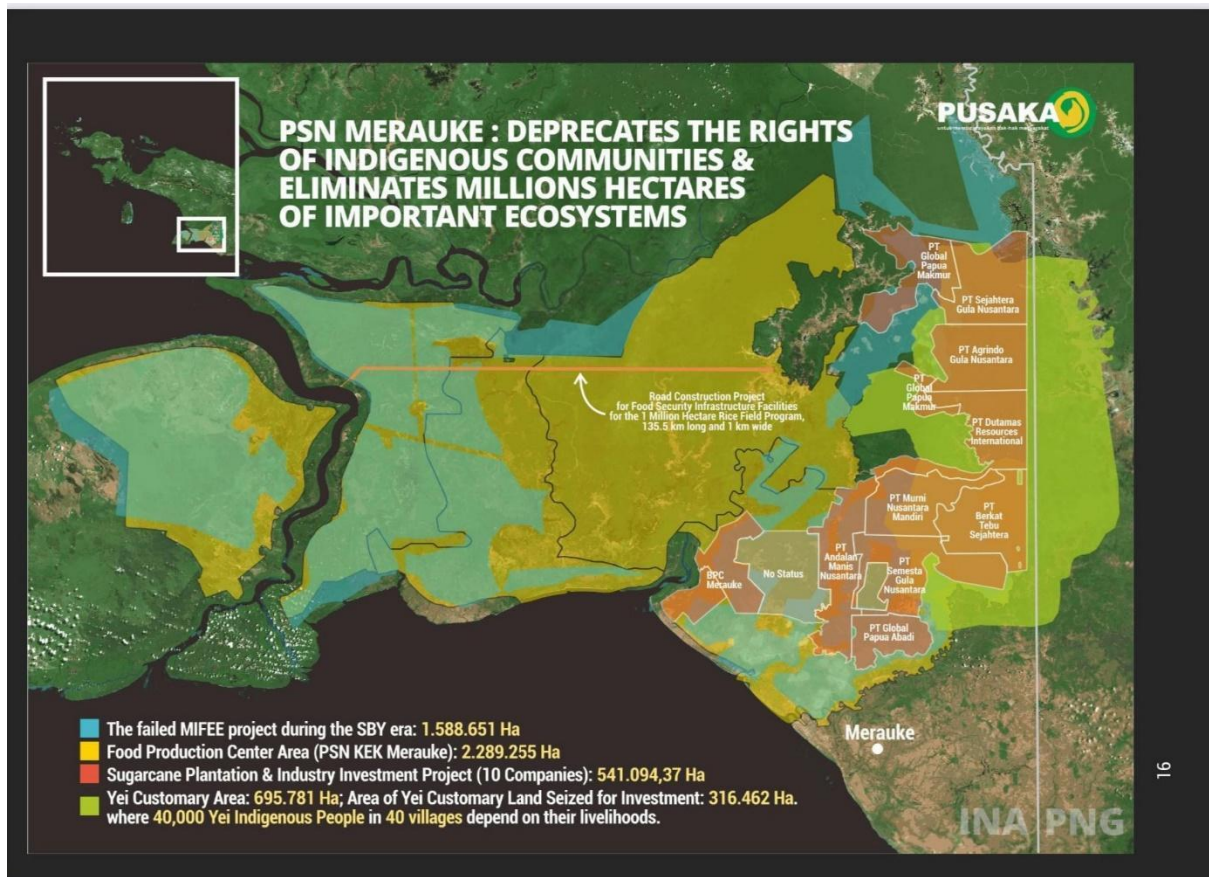 PUSAKA
PSN MERAUKE : DEPRECATES THE RIGHTS
OF INDIGENOUS COMMUNITIES &
ELIMINATES MILLIONS HECTARES
OF IMPORTANT ECOSYSTEMS
PT
Global
Papua
Makmur
PT Sejahtera
Gula Nusantara
PT Agrindo
Gula Nusantara
PT
Global
Papua
Makmur
Road Construction Project
for Food Security Infrastructure Facilities
for the 1 Million Hectare Rice Field Program,
135.5 km long and 1 km wide
PT Dutamas
Resources
International
PT Murni
Nusantara
Mandiri
PT
Berkat
Tebu
Sejahtera
PT
Andalan
Manis
Nusantara
PT
Semesta
Gula
Nusantara
BPC
Merauke
No Status
PT Global
Papua Abadi
Merauke
The failed MIFEE project during the SBY era: 1.588.651 Ha
Food Production Center Area (PSN KEK Merauke): 2.289.255 Ha
Sugarcane Plantation & Industry Investment Project (10 Companies): 541.094,37 Ha
Yei Customary Area: 695.781 Ha; Area of Yei Customary Land Seized for Investment: 316.462 Ha.
where 40,000 Yei Indigenous People in 40 villages depend on their livelihoods.
INA PNG
16